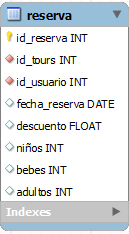 reserva
id_reserva INT
id_tours INT
id_usuario INT
fecha_reserva DATE
descuento FLOAT
niños INT
bebes INT
adultos INT
Indexes